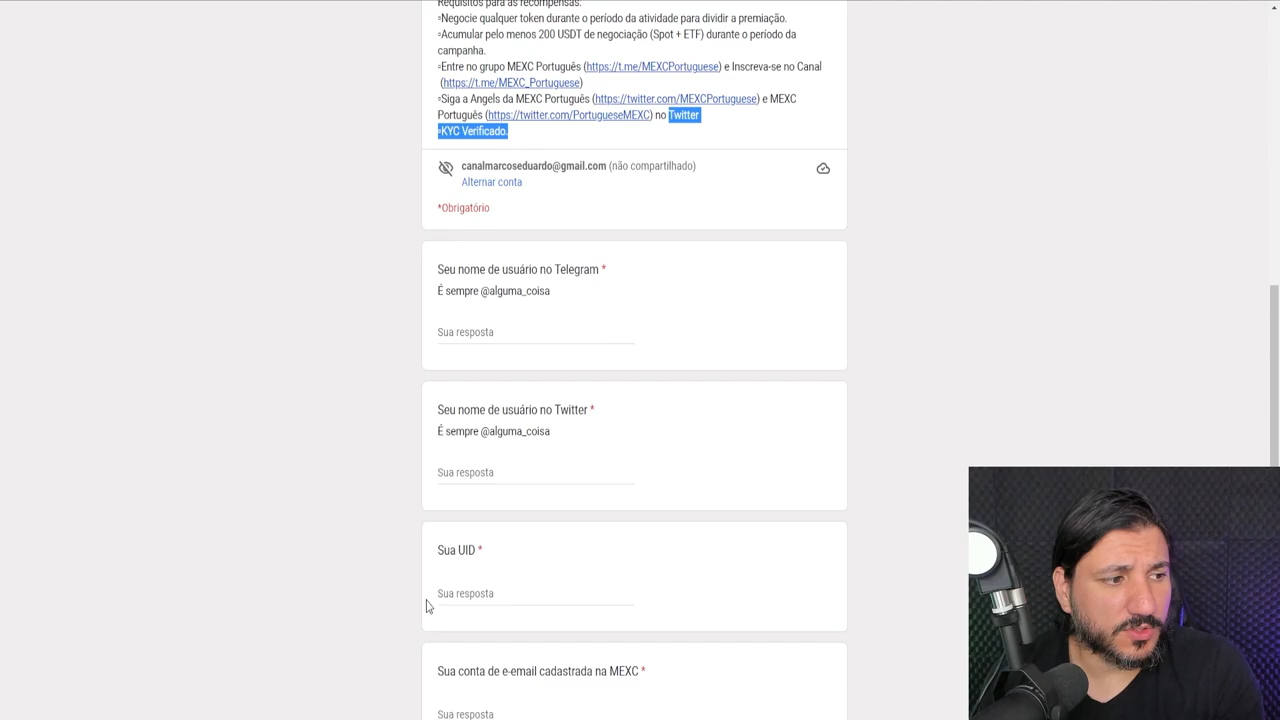 Requisitos para as recompensas:
▫Negocie qualquer token durante o período da atividade para dividir a premiação.
▫Acumular pelo menos 200 USDT de negociação (Spot + ETF) durante o período da
campanha.
▫Entre no grupo MEXC Português (https://t.me/MEXCPortuguese) e Inscreva-se no Canal
(https://t.me/MEXC_Portuguese)
▫Siga a Angels da MEXC Português (https://twitter.com/MEXCPortuguese) e MEXC
Português (https://twitter.com/PortugueseMEXC) no Twitter
▫KYC Verificado.
canalmarcoseduardo@gmail.com (não compartilhado)
Alternar conta
*Obrigatório
Seu nome de usuário no Telegram *
É sempre @alguma_coisa
Sua resposta
Seu nome de usuário no Twitter *
É sempre @alguma_coisa
Sua resposta
Sua UID *
Sua resposta
Sua conta de e-email cadastrada na MEXC *
Sua resposta